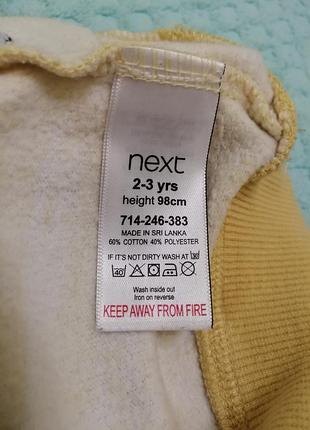 next
2-3 yrs
height 98cm
714-246-383
MADE IN SRI LANKA
60% COTTON 40% POLYESTER
IF IT'S NOT DIRTY WASH AT 30
40
Wash inside out
Iron on reverse
KEEP AWAY FROM FIRE